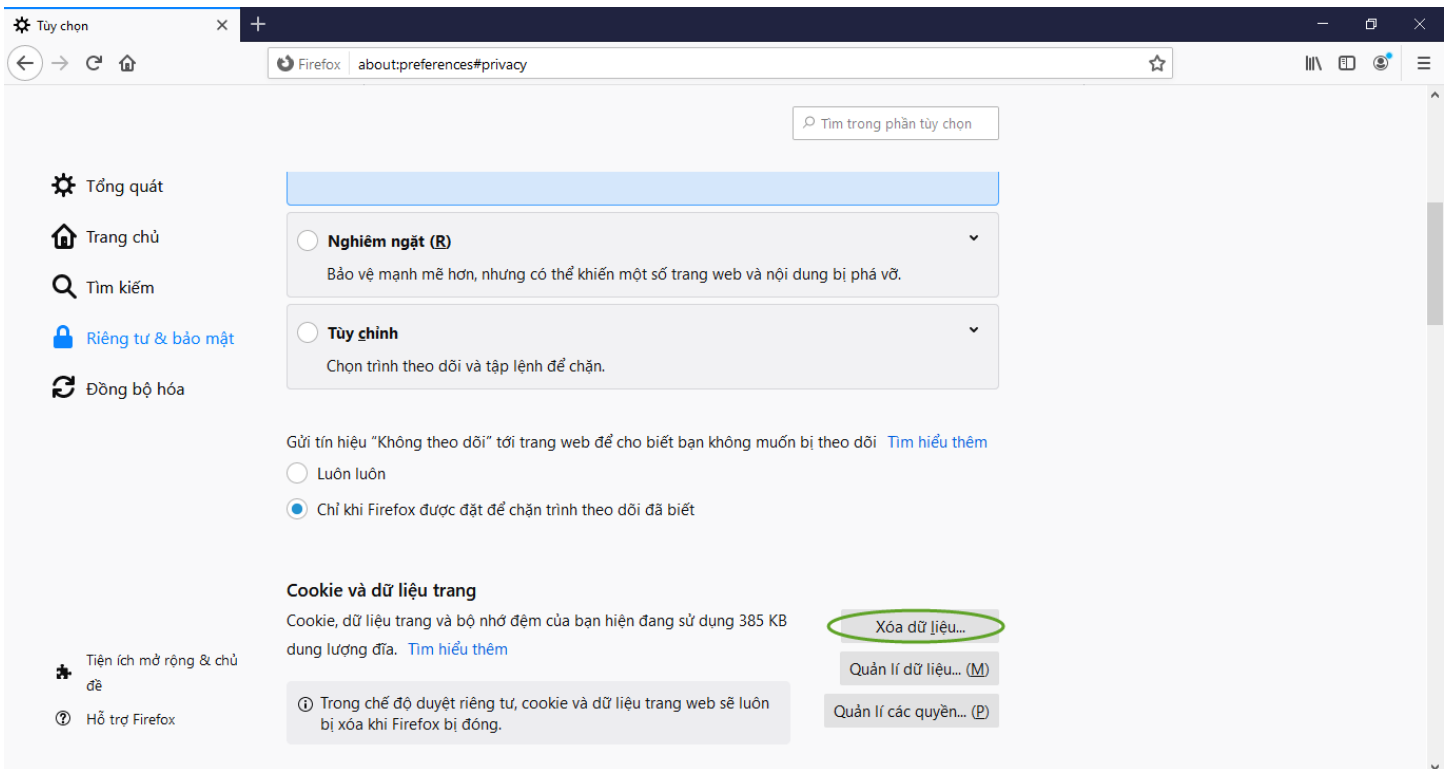 Tùy chọn
Firefox about:preferences#privacy
Tìm trong phần tùy chọn
Tổng quát
Trang chủ
Tìm kiếm
Riêng tư & bảo mật
Đồng bộ hóa
Tiện ích mở rộng & chủ
đề
Hỗ trợ Firefox
Nghiêm ngặt (R)
Bảo vệ mạnh mẽ hơn, nhưng có thể khiến một số trang web và nội dung bị phá vỡ.
Tùy chỉnh
Chọn trình theo dõi và tập lệnh để chặn.
Gửi tín hiệu “Không theo dõi” tới trang web để cho biết bạn không muốn bị theo dõi Tìm hiểu thêm
Luôn luôn
Chỉ khi Firefox được đặt để chặn trình theo dõi đã biết
Cookie và dữ liệu trang
Cookie, dữ liệu trang và bộ nhớ đệm của bạn hiện đang sử dụng 385 KB
dung lượng đĩa. Tìm hiểu thêm
Trong chế độ duyệt riêng tư, cookie và dữ liệu trang web sẽ luôn
bị xóa khi Firefox bị đóng.
Xóa dữ liệu...
Quản lí dữ liệu... (M)
Quản lí các quyền... (P)